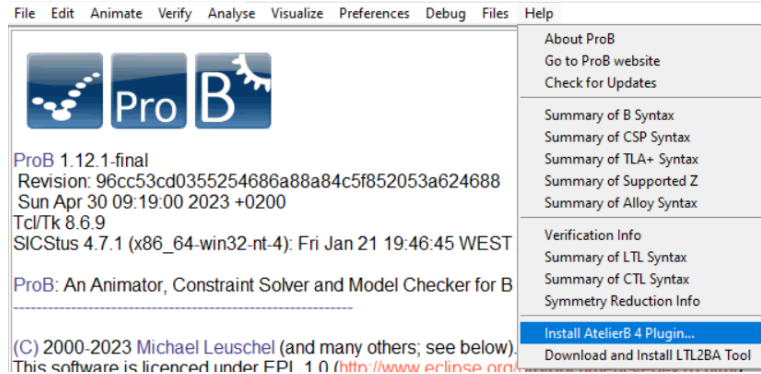 File Edit Animate Verify Analyse Visualize Preferences Debug Files Help
About ProB
Go to ProB website
Check for Updates
Summary of B Syntax
Summary of CSP Syntax
Summary of TLA+ Syntax
Summary of Supported Z
Summary of Alloy Syntax
Verification Info
Summary of LTL Syntax
Summary of CTL Syntax
Symmetry Reduction Info
Install AtelierB 4 Plugin...
Download and Install LTL2BA Tool
Pro B
ProB 1.12.1-final
Revision: 96cc53cd0355254686a88a84c5f852053a624688
Sun Apr 30 09:19:00 2023 +0200
Tcl/Tk 8.6.9
SICStus 4.7.1 (x86_64-win32-nt-4): Fri Jan 21 19:46:45 WEST
ProB: An Animator, Constraint Solver and Model Checker for B
----------------------------------------------------------
(C) 2000-2023 Michael Leuschel (and many others; see below).
This software is licenced under EPL 1.0 (http://www.eclipse.org/